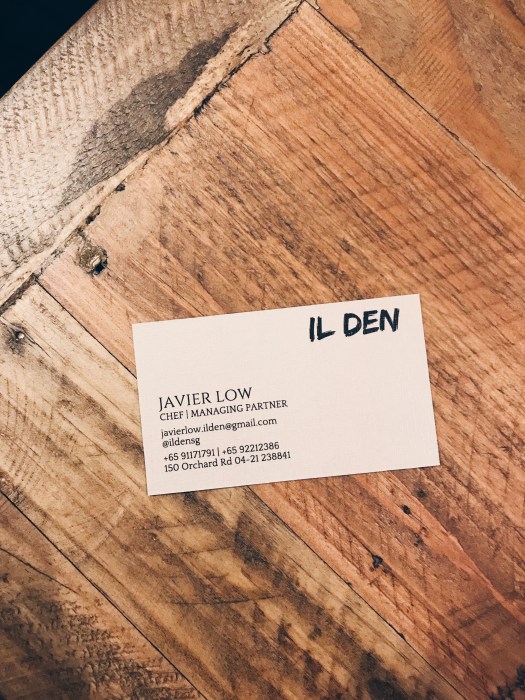 IL DEN
JAVIER LOW
CHEF | MANAGING PARTNER
javierlow.ilden@gmail.com
@ildensg
+65 91171791 | +65 92212386
150 Orchard Rd 04-21 238841